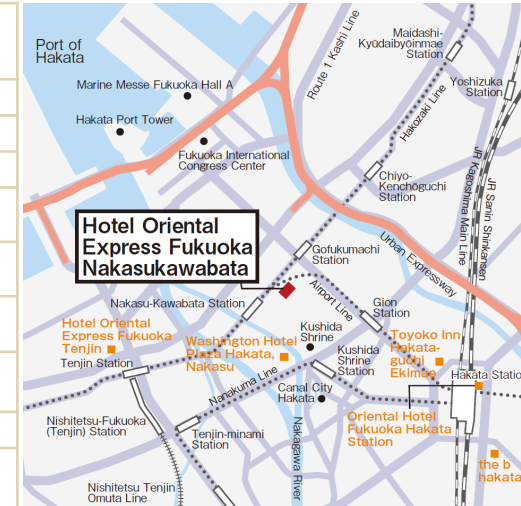 Port of
Hakata
Marine Messe Fukuoka Hall A
Hakata Port Tower
Fukuoka International
Congress Center
Route 1 Kashi Line
Maidashi-
Kyūdaibyōinmae
Station
Yoshizuka
Station
Hakozaki Line
JR Kagoshima Main Line
JR Sanin Shinkansen
Chiyo-
Kenchōguchi
Station
Urban Expressway
Hotel Oriental
Express Fukuoka
Nakasukawabata
Gofukumachi
Station
Airport Line
Nakasu-Kawabata Station
Gion
Station
Hotel Oriental
Express Fukuoka
Tenjin
Washington Hotel
Plaza Hakata,
Nakasu
Kushida
Shrine
Kushida
Shrine
Station
Toyoko Inn
Hakata-
guchi
Ekimae
Tenjin Station
Hakata Statio
Nanakuma Line
Canal City
Hakata
Oriental Hotel
Fukuoka Hakata
Station
Nishitetsu-Fukuoka
(Tenjin) Station
Tenjin-minami
Station
Nakagawa River
the b
hakata
Nishitetsu Tenjin
Omuta Line